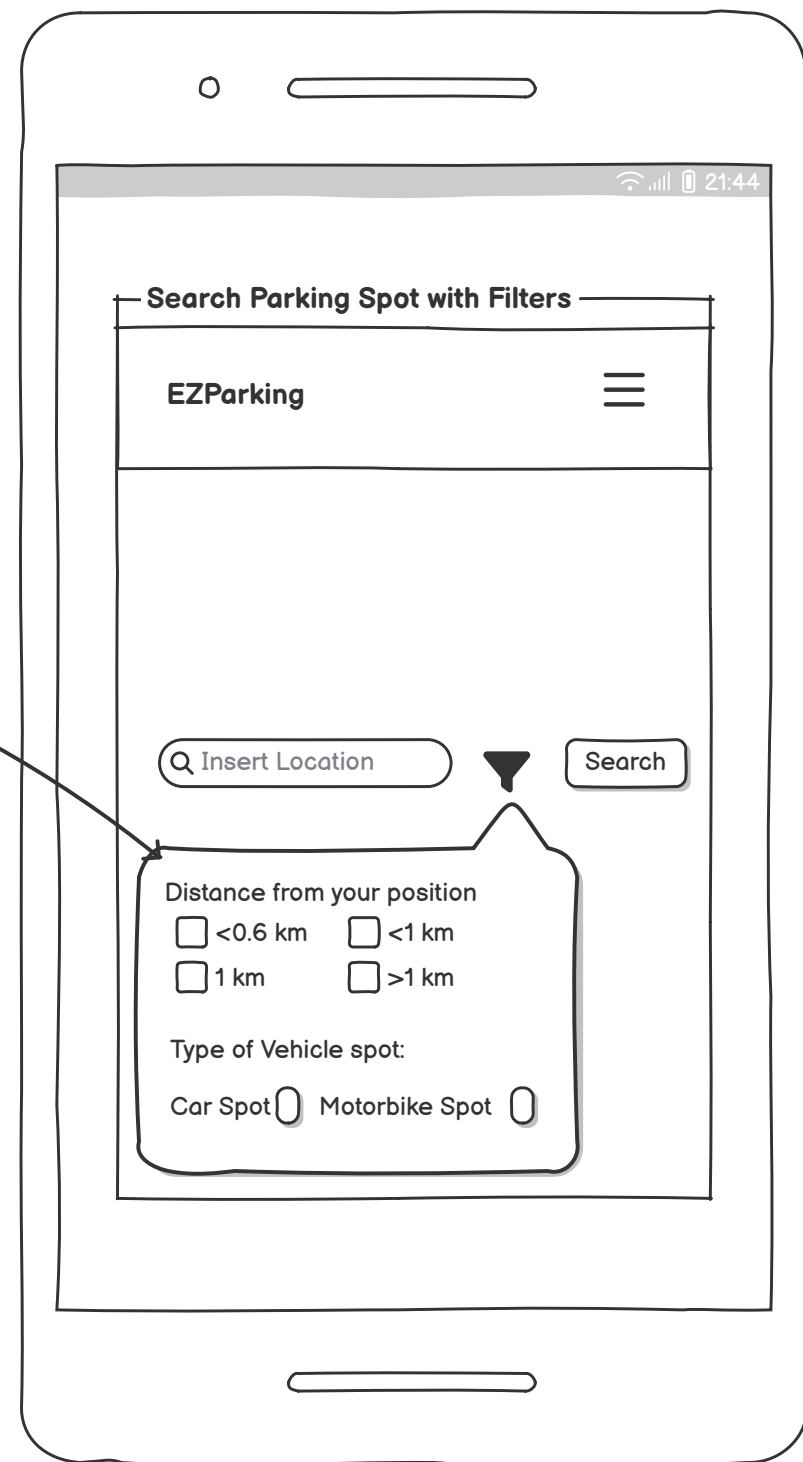 21:44
Search Parking Spot with Filters
EZParking
Insert Location
Search
Distance from your position
<0.6 km <1 km
1 km >1 km
Type of Vehicle spot:
Car Spot Motorbike Spot